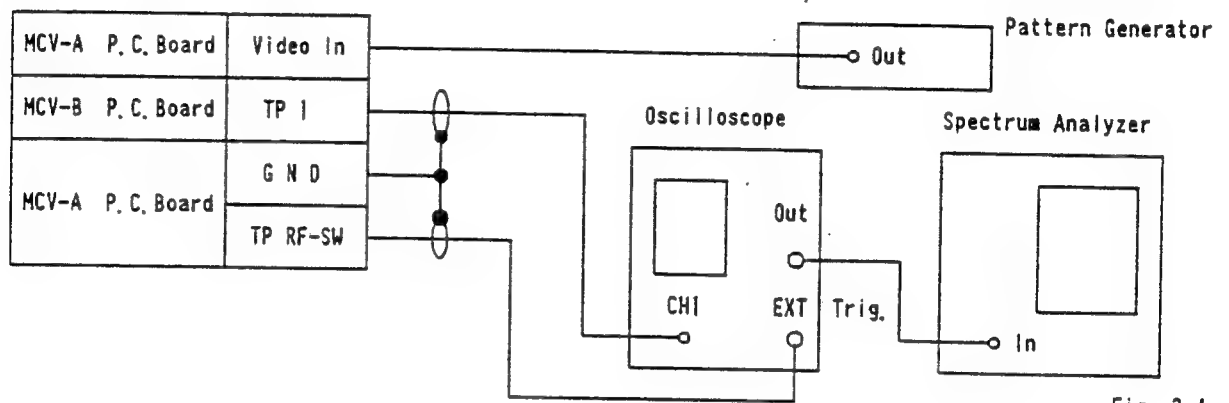 MCV-A P.C.Board
Video In
MCV-B P.C.Board
TP 1
MCV-A P.C.Board
GND
TP RF-SW
Pattern Generator
Out
Oscilloscope
Out
CH1
EXT Trig.
Spectrum Analyzer
In